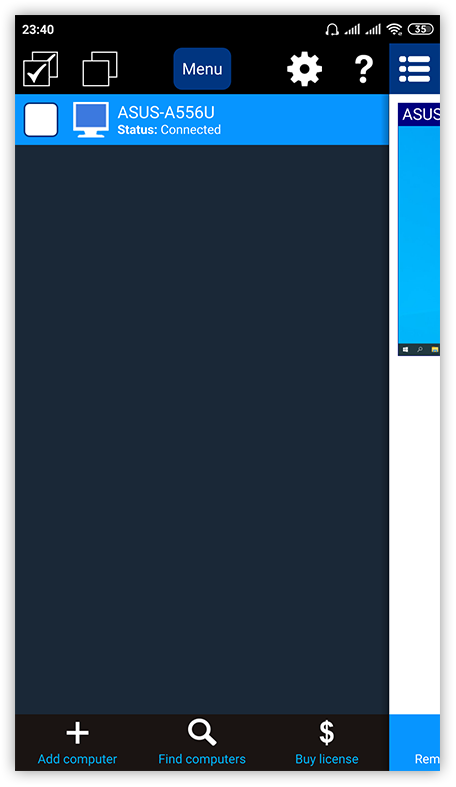 23:40
35
Menu
?
ASUS-A556U
Status: Connected
ASUS
Add computer
Find computers
$
Buy license
Rem